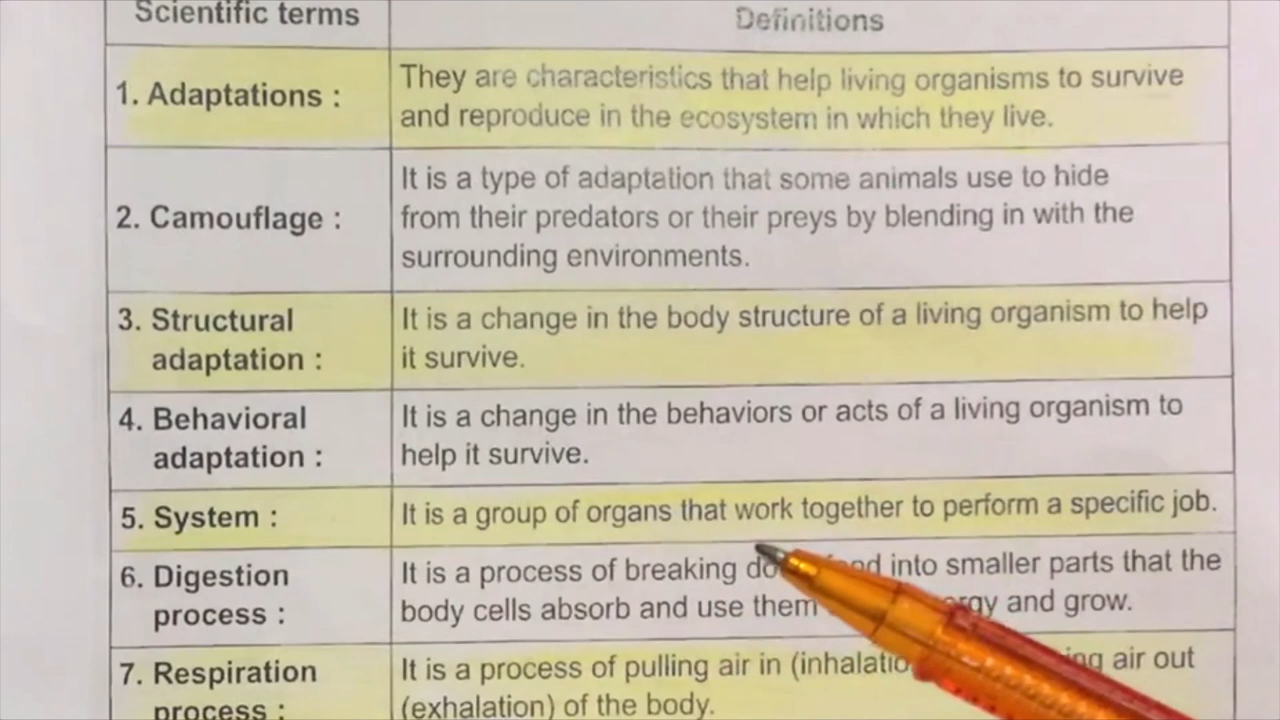 Scientific terms
Definitions
1. Adaptations :
They are characteristics that help living organisms to survive
and reproduce in the ecosystem in which they live.
2. Camouflage :
It is a type of adaptation that some animals use to hide
from their predators or their preys by blending in with the
surrounding environments.
3. Structural
adaptation :
It is a change in the body structure of a living organism to help
it survive.
4. Behavioral
adaptation :
It is a change in the behaviors or acts of a living organism to
help it survive.
5. System :
It is a group of organs that work together to perform a specific job.
6. Digestion
process :
It is a process of breaking into smaller parts that the
body cells absorb and use them and grow.
7. Respiration
process :
It is a process of pulling air in air out
(exhalation) of the body.